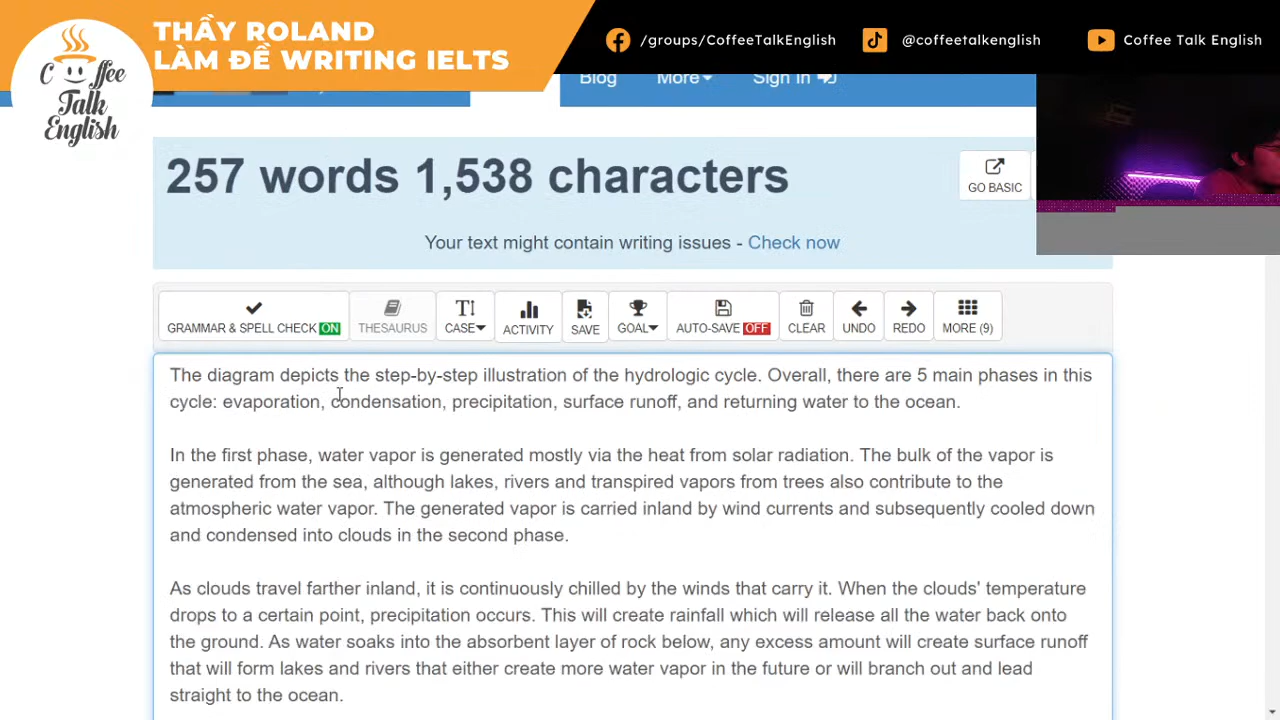 THẦY ROLAND
LÀM ĐỀ WRITING IELTS
/groups/CoffeeTalkEnglish
@coffeetalkenglish
Coffee Talk English
Coffee
Talk
English
Blog
More
Sign In
257 words 1,538 characters
GO BASIC
Your text might contain writing issues - Check now
GRAMMAR & SPELL CHECK ON
THESAURUS
CASE
ACTIVITY
SAVE
GOAL
AUTO-SAVE OFF
CLEAR
UNDO
REDO
MORE (9)
The diagram depicts the step-by-step illustration of the hydrologic cycle. Overall, there are 5 main phases in this
cycle: evaporation, condensation, precipitation, surface runoff, and returning water to the ocean.
In the first phase, water vapor is generated mostly via the heat from solar radiation. The bulk of the vapor is
generated from the sea, although lakes, rivers and transpired vapors from trees also contribute to the
atmospheric water vapor. The generated vapor is carried inland by wind currents and subsequently cooled down
and condensed into clouds in the second phase.
As clouds travel farther inland, it is continuously chilled by the winds that carry it. When the clouds' temperature
drops to a certain point, precipitation occurs. This will create rainfall which will release all the water back onto
the ground. As water soaks into the absorbent layer of rock below, any excess amount will create surface runoff
that will form lakes and rivers that either create more water vapor in the future or will branch out and lead
straight to the ocean.